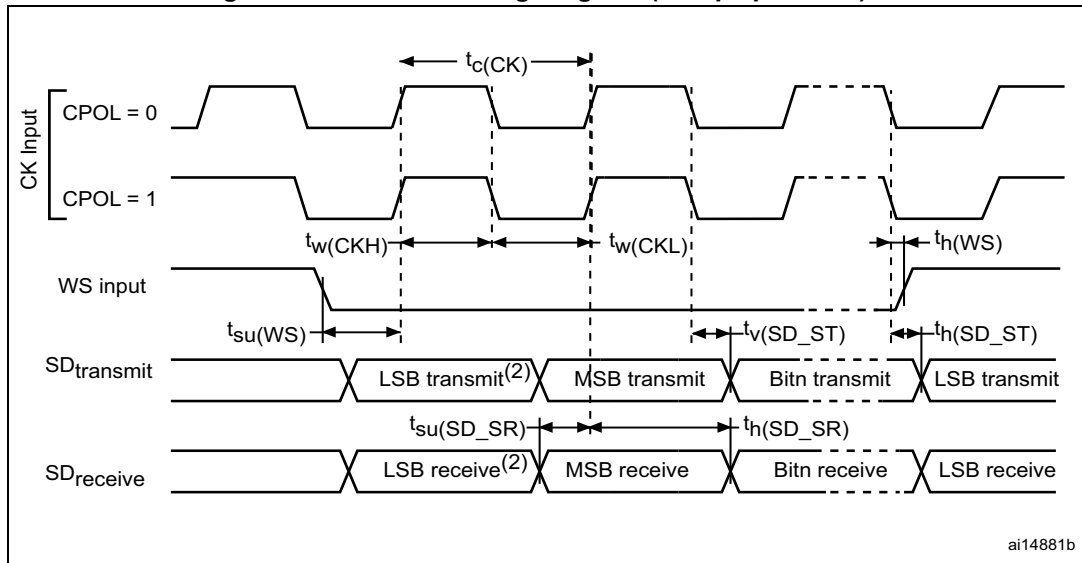 tc(CK)
CPOL = 0
CK Input
CPOL = 1
tw(CKH)
tw(CKL)
th(WS)
WS input
tsu(WS)
tv(SD_ST)
th(SD_ST)
SDtransmit
LSB transmit(2)
MSB transmit
Bitn transmit
LSB transmit
tsu(SD_SR)
th(SD_SR)
SDreceive
LSB receive(2)
MSB receive
Bitn receive
LSB receive
ai14881b